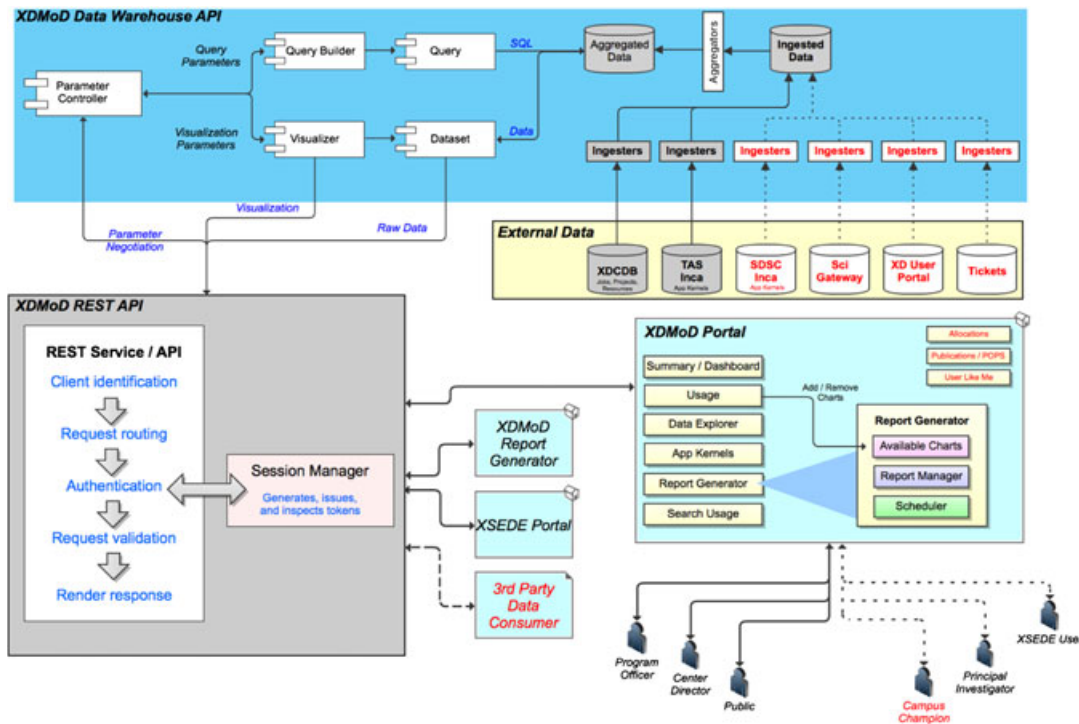 XDMoD Data Warehouse API
Query
Parameters
Query Builder
Query
SQL
Aggregated
Data
Aggregators
Ingested
Data
Parameter
Controller
Visualization
Parameters
Visualizer
Dataset
Data
Ingesters
Ingesters
Ingesters
Ingesters
Ingesters
Ingesters
Visualization
Parameter
Negotiation
Raw Data
External Data
XDCDB
Jobs, Projects,
Resources
TAS
Inca
App Kernels
SDSC
Inca
App Kernels
Sci
Gateway
XD User
Portal
Tickets
XDMoD REST API
REST Service / API
Client identification
Request routing
Authentication
Request validation
Render response
Session Manager
Generates, issues,
and inspects tokens
XDMoD
Report
Generator
XSEDE Portal
3rd Party
Data
Consumer
XDMoD Portal
Allocations
Publications / POPS
User Like Me
Summary / Dashboard
Usage
Data Explorer
App Kernels
Report Generator
Search Usage
Add / Remove
Charts
Report Generator
Available Charts
Report Manager
Scheduler
Program
Officer
Center
Director
Public
Campus
Champion
Principal
Investigator
XSEDE Use